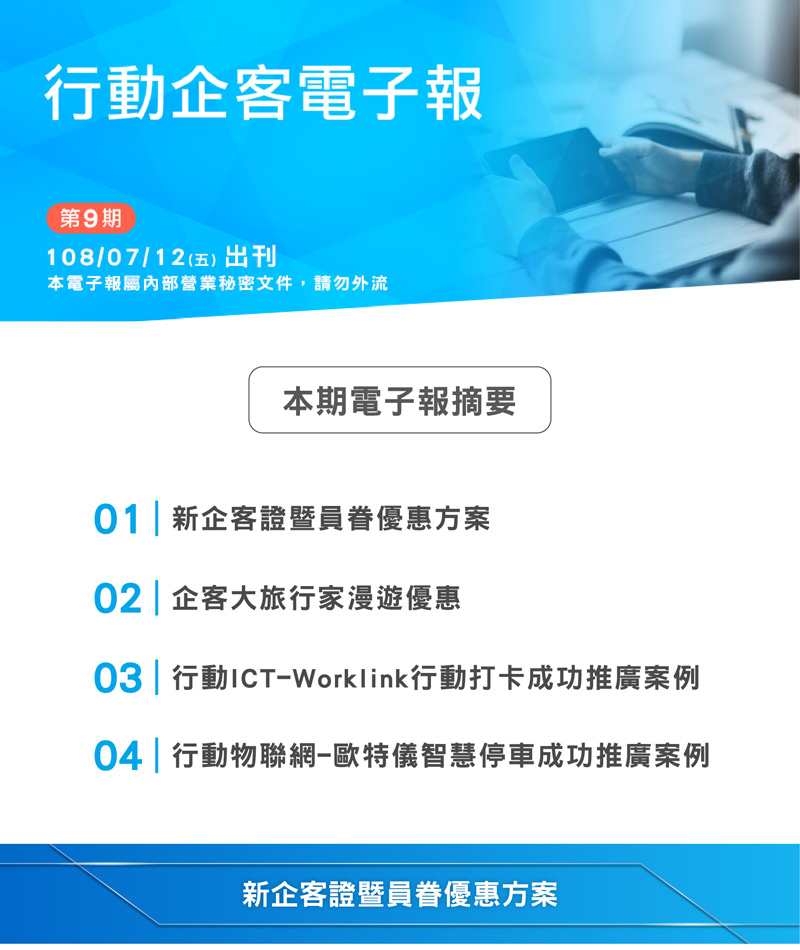 行動企客電子報
第9期
108/07/12(五) 出刊
本電子報屬內部營業秘密文件，請勿外流
本期電子報摘要
01 新企客證暨員眷優惠方案
02 企客大旅行家漫遊優惠
03 行動ICT-Worklink行動打卡成功推廣案例
04 行動物聯網-歐特儀智慧停車成功推廣案例
新企客證暨員眷優惠方案